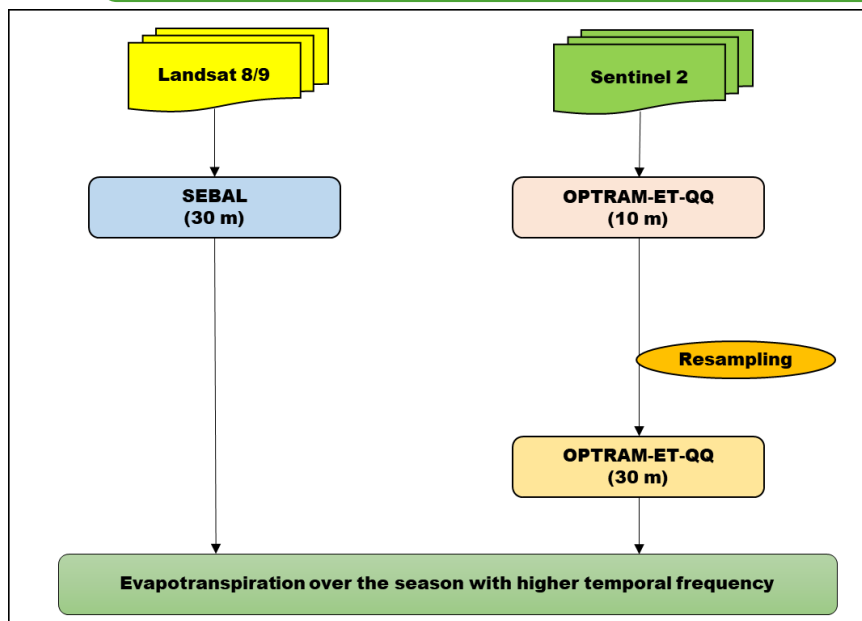 Landsat 8/9
Sentinel 2
SEBAL
(30 m)
OPTRAM-ET-QQ
(10 m)
Resampling
OPTRAM-ET-QQ
(30 m)
Evapotranspiration over the season with higher temporal frequency